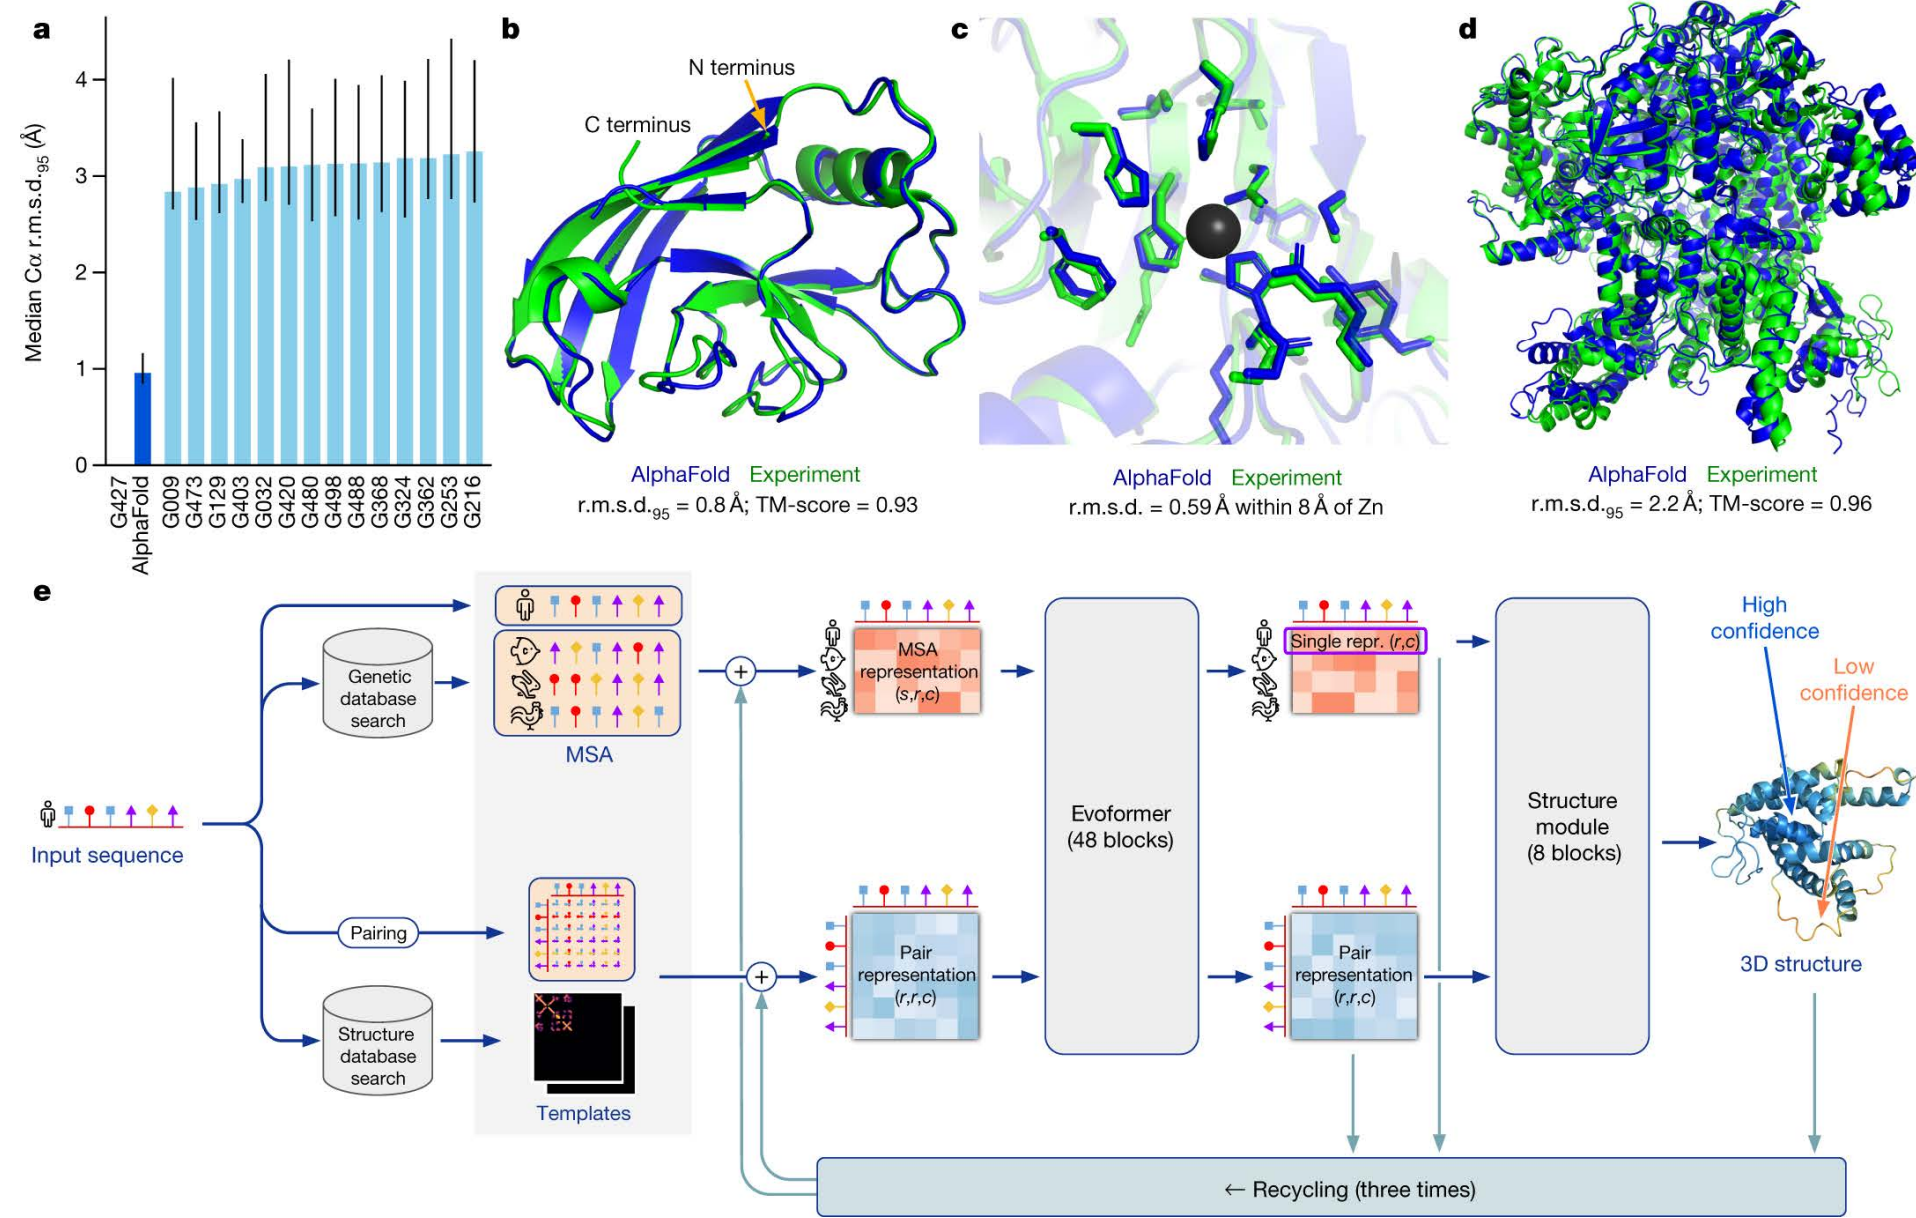 a
Median Cα r.m.s.d.95 (Å)
4
3
2
1
0
G427
AlphaFold
G009
G473
G129
G403
G032
G420
G480
G498
G488
G368
G324
G362
G253
G216
b
N terminus
C terminus
AlphaFold Experiment
r.m.s.d.95 = 0.8 Å; TM-score = 0.93
c
AlphaFold Experiment
r.m.s.d. = 0.59 Å within 8 Å of Zn
d
AlphaFold Experiment
r.m.s.d.95 = 2.2 Å; TM-score = 0.96
e
Input sequence
Genetic
database
search
Pairing
Structure
database
search
MSA
Templates
+
+
MSA
representation
(s,r,c)
Pair
representation
(r,r,c)
Evoformer
(48 blocks)
Single repr. (r,c)
Pair
representation
(r,r,c)
Structure
module
(8 blocks)
High
confidence
Low
confidence
3D structure
← Recycling (three times)